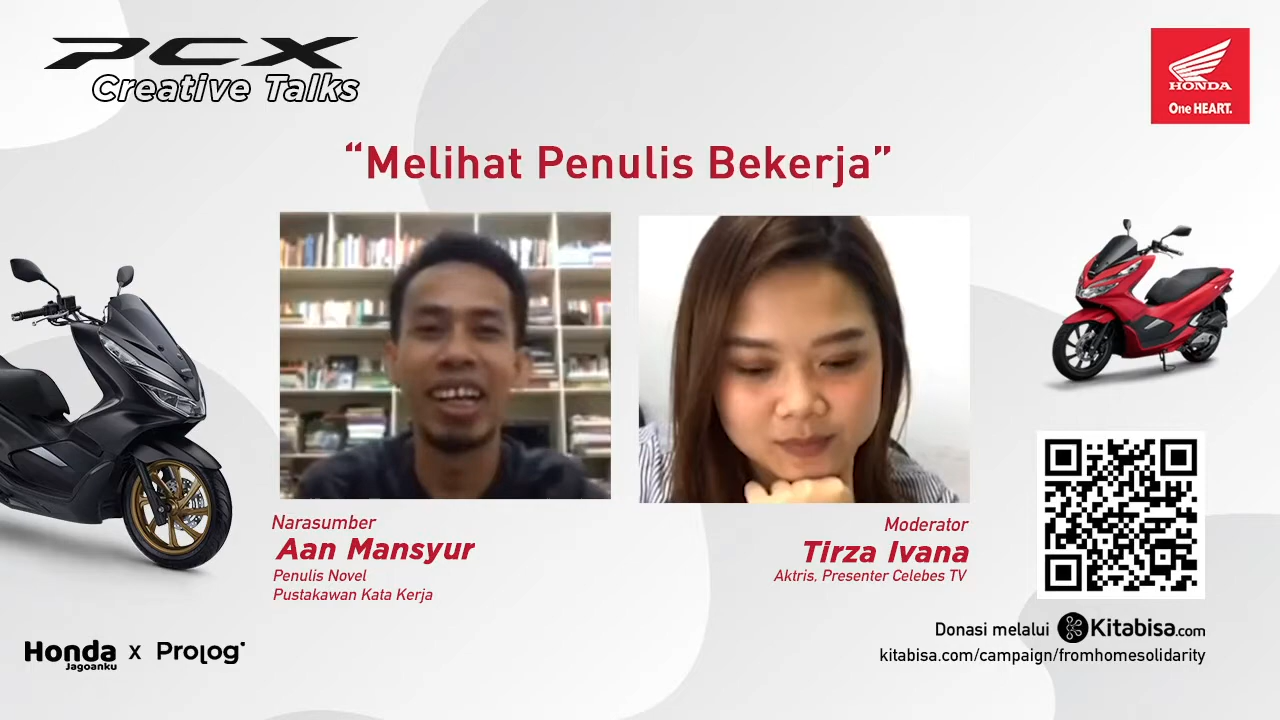 PCX
Creative Talks
HONDA
One HEART.
“Melihat Penulis Bekerja”
Narasumber
Aan Mansyur
Penulis Novel
Pustakawan Kata Kerja
Moderator
Tirza Ivana
Aktris, Presenter Celebes TV
Donasi melalui Kitabisa.com
kitabisa.com/campaign/fromhomesolidarity
Honda x Prolog
Jagoanku